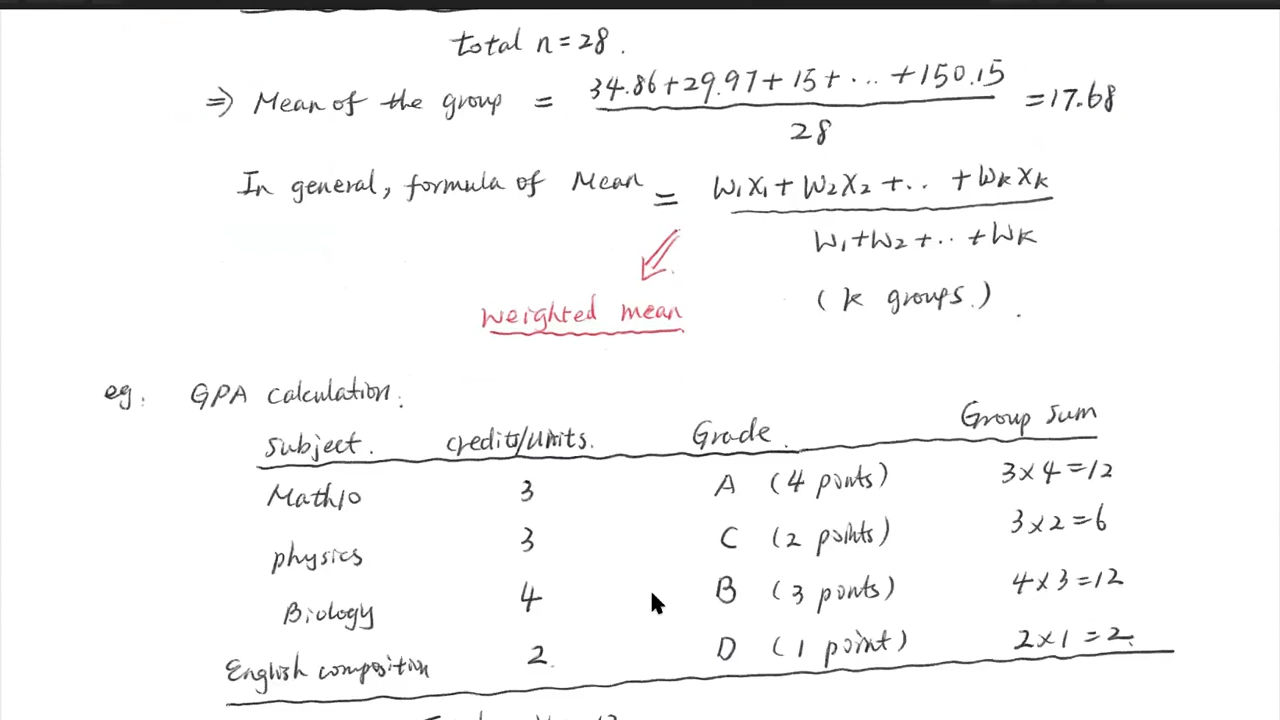 total n=28.
⇒ Mean of the group = (34.86+29.97+15+...+150.15)/28 =17.68
In general, formula of Mean = (W1X1+W2X2+..+WKXK)/(W1+W2+..+WK)
(K groups.)
Weighted mean
eg. GPA calculation.
subject. credit/units. Grade. Group sum
Math10 3 A (4 points) 3×4=12
physics 3 C (2 points) 3×2=6
Biology 4 B (3 points) 4×3=12
English composition 2. D (1 point) 2×1=2.